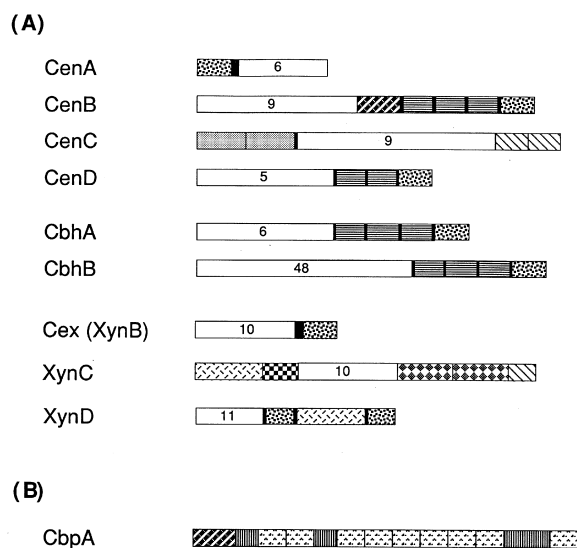 (A)
CenA 6
CenB 9
CenC 9
CenD 5
CbhA 6
CbhB 48
Cex (XynB) 10
XynC 10
XynD 11
(B)
CbpA